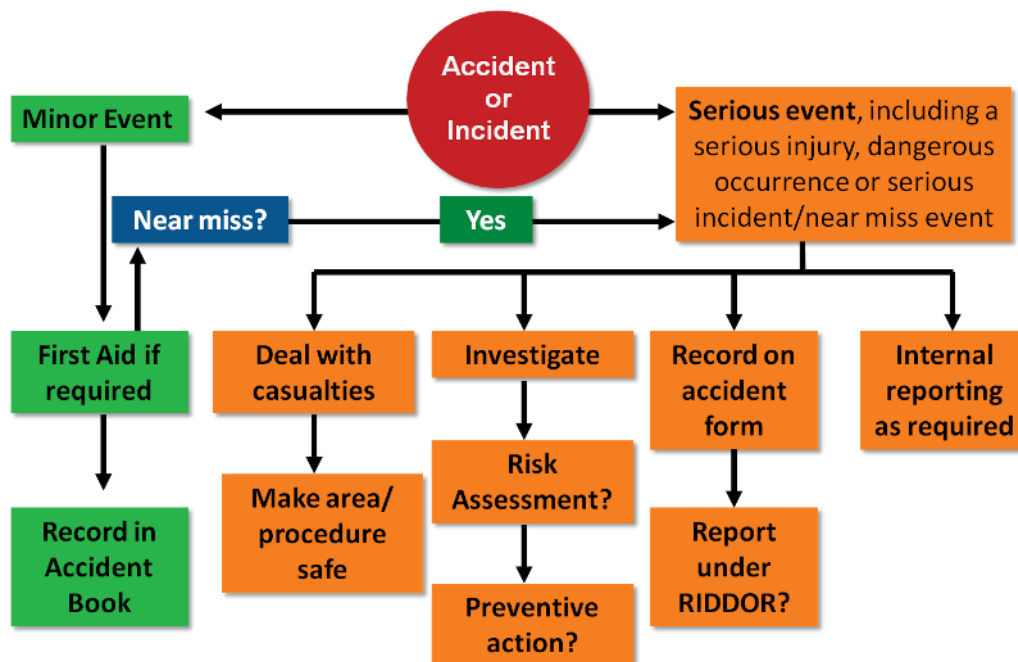 Accident
or
Incident
Minor Event
Serious event, including a
serious injury, dangerous
occurrence or serious
incident/near miss event
Near miss?
Yes
First Aid if
required
Deal with
casualties
Investigate
Record on
accident
form
Internal
reporting
as required
Risk
Assessment?
Make area/
procedure
safe
Record in
Accident
Book
Report
under
RIDDOR?
Preventive
action?